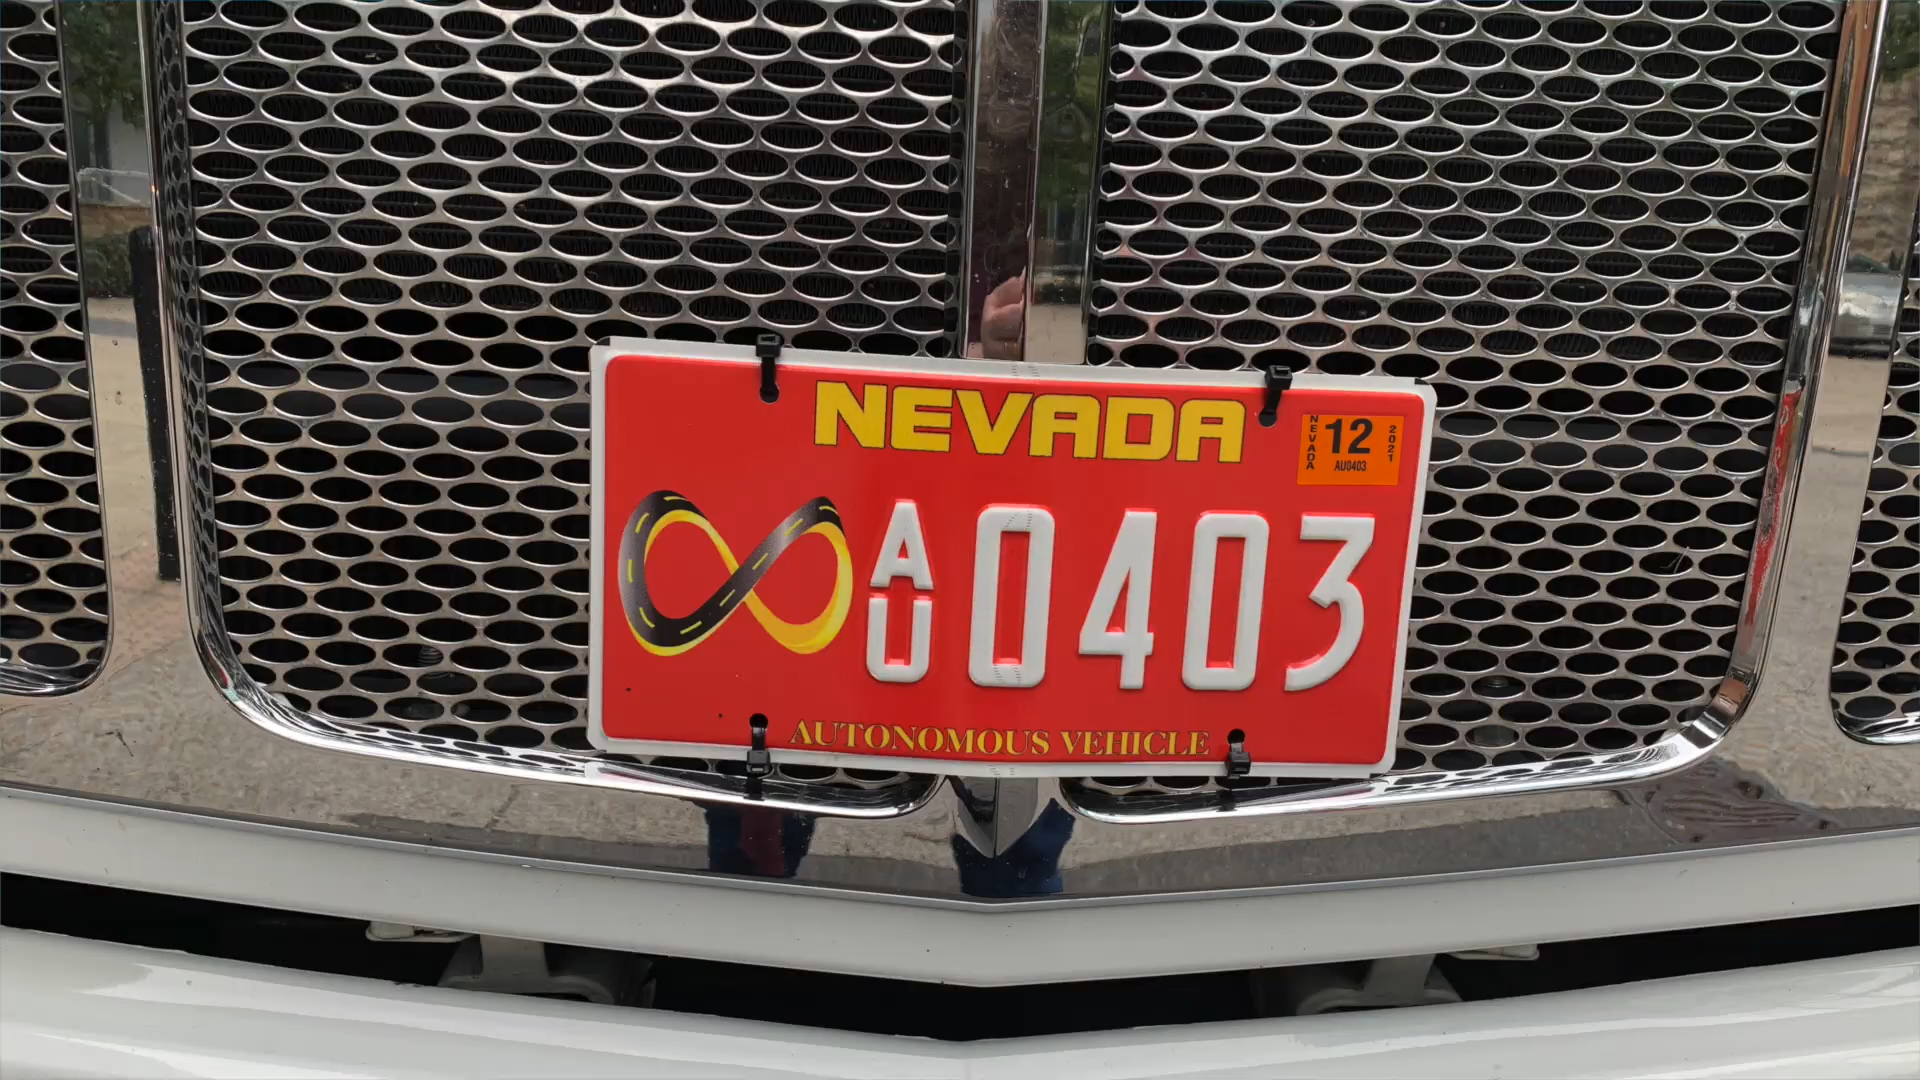 NEVADA
NEVADA 12 2021
AU0403
AU0403
AUTONOMOUS VEHICLE